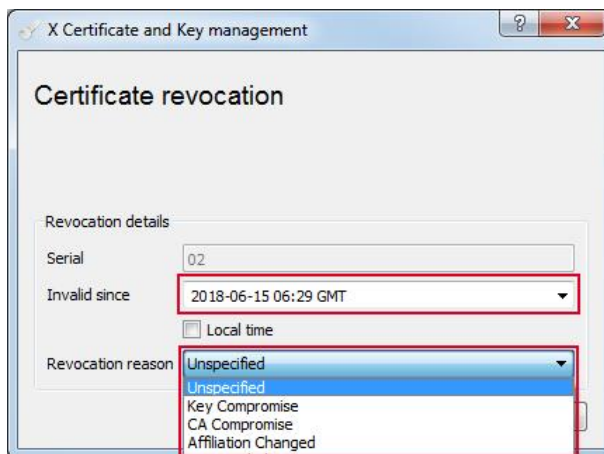 X Certificate and Key management
Certificate revocation
Revocation details
Serial 02
Invalid since 2018-06-15 06:29 GMT
Local time
Revocation reason Unspecified
Unspecified
Key Compromise
CA Compromise
Affiliation Changed